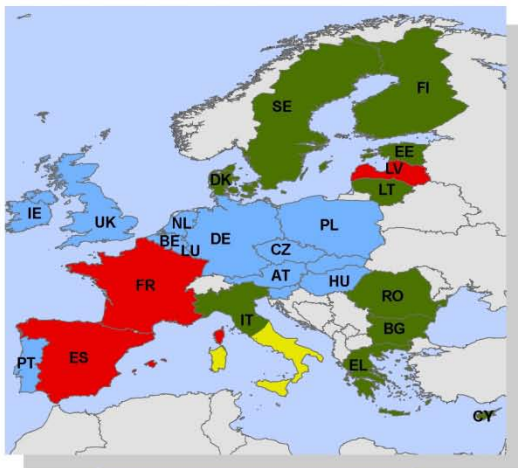 FI
SE
EE
LV
DK
LT
IE
UK
NL
BE
DE
PL
LU
CZ
AT
HU
FR
RO
IT
BG
PT
ES
EL
CY